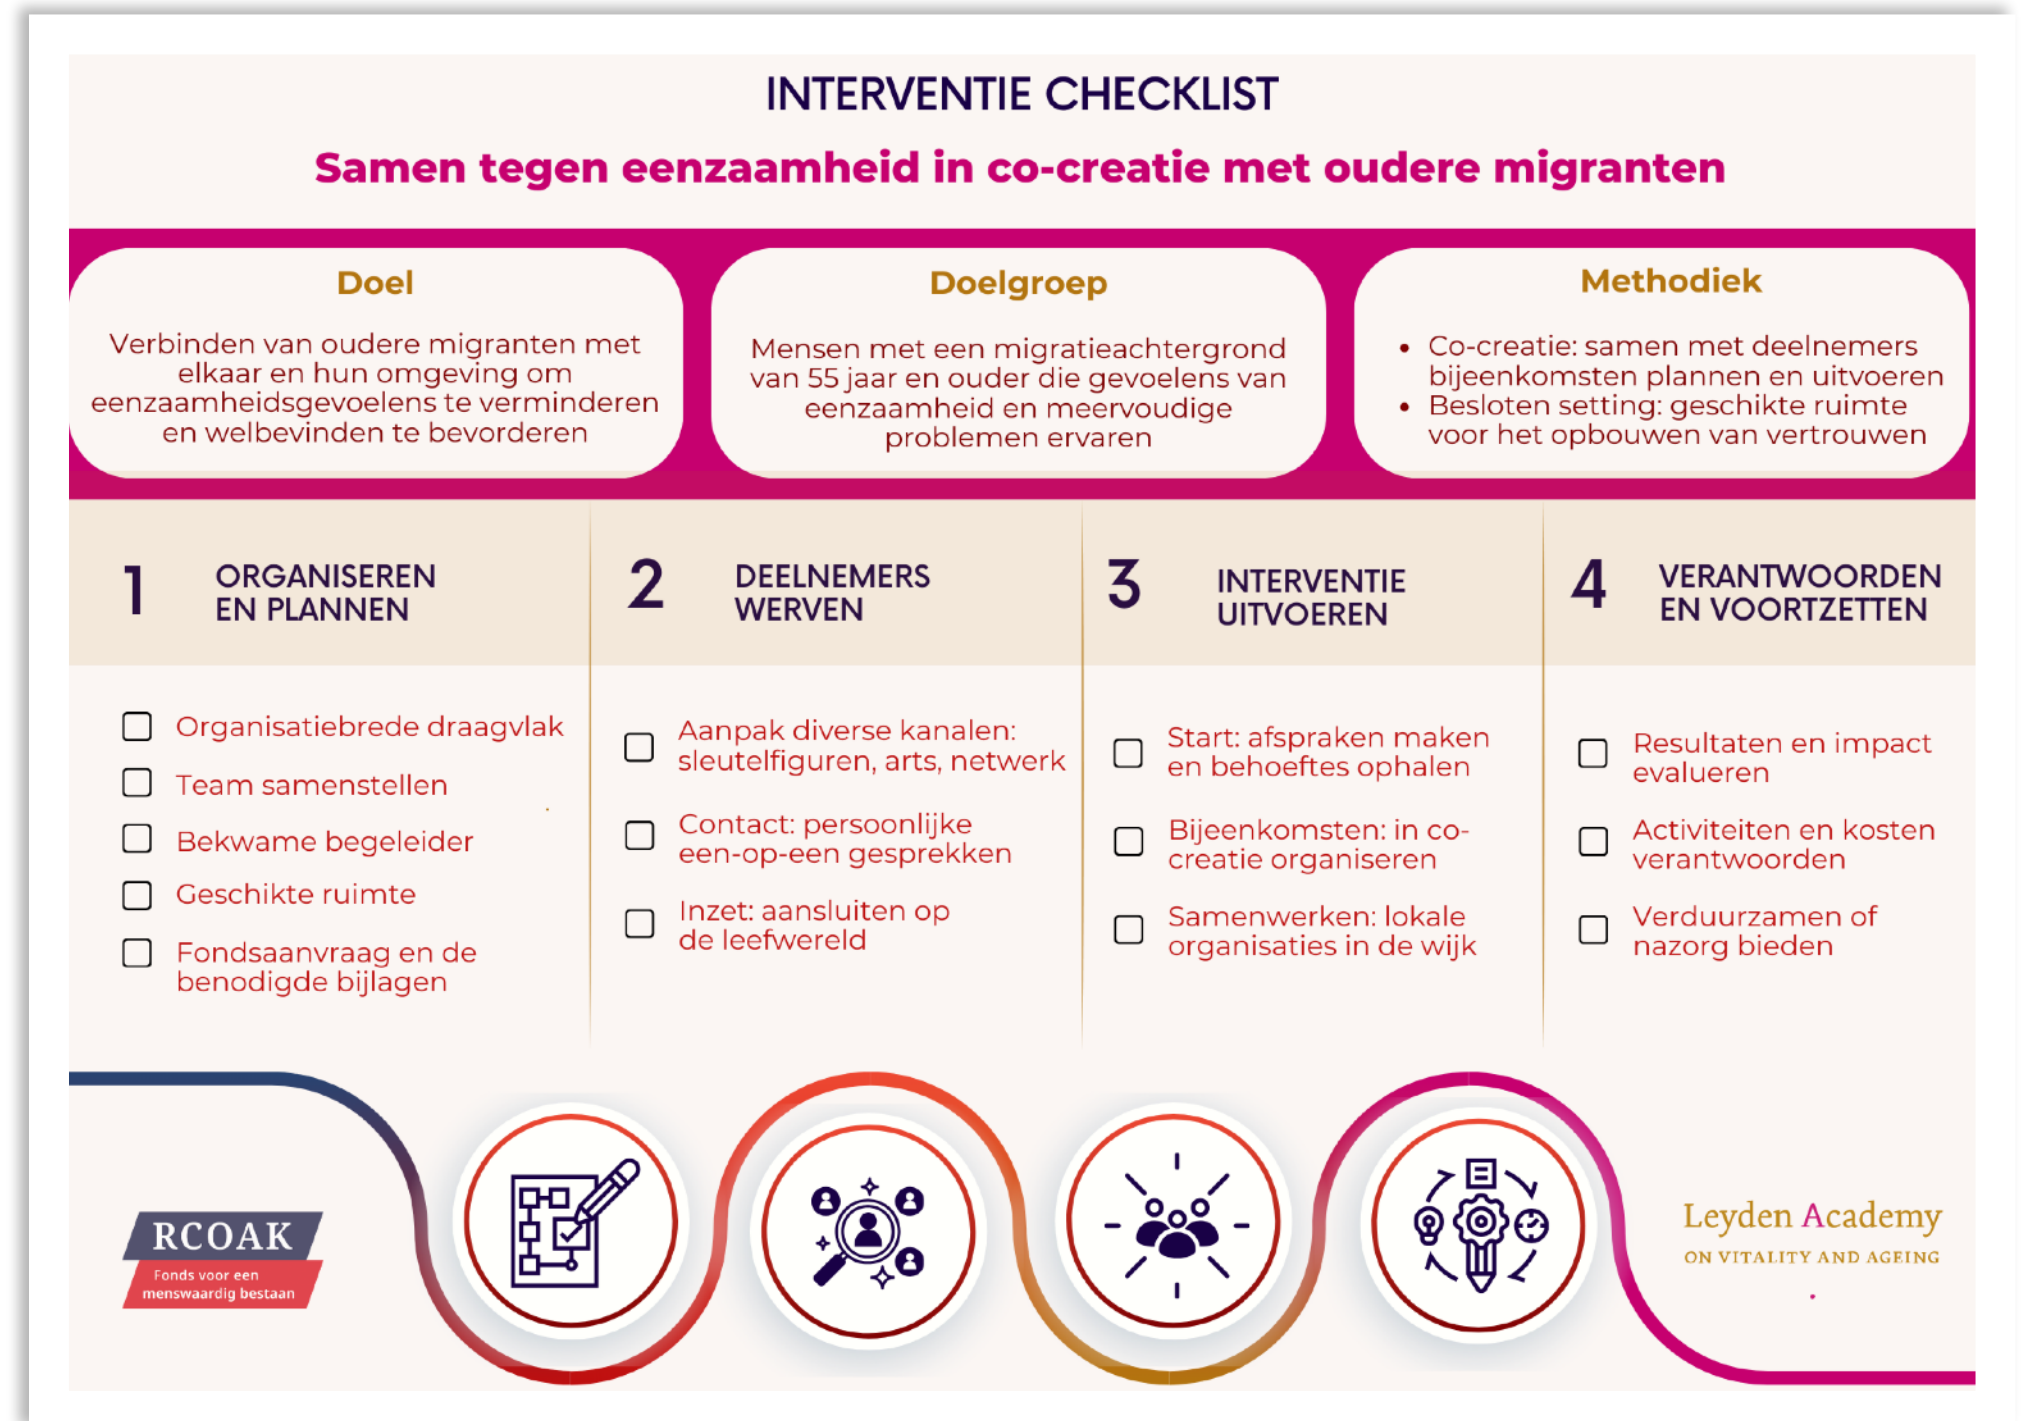 INTERVENTIE CHECKLIST
Samen tegen eenzaamheid in co-creatie met oudere migranten
Doel
Verbinden van oudere migranten met
elkaar en hun omgeving om
eenzaamheidsgevoelens te verminderen
en welbevinden te bevorderen
Doelgroep
Mensen met een migratieachtergrond
van 55 jaar en ouder die gevoelens van
eenzaamheid en meervoudige
problemen ervaren
Methodiek
• Co-creatie: samen met deelnemers
bijeenkomsten plannen en uitvoeren
• Besloten setting: geschikte ruimte
voor het opbouwen van vertrouwen
1
ORGANISEREN
EN PLANNEN
Organisatiebrede draagvlak
Team samenstellen
Bekwame begeleider
Geschikte ruimte
Fondsaanvraag en de
benodigde bijlagen
2
DEELNEMERS
WERVEN
Aanpak diverse kanalen:
sleutelfiguren, arts, netwerk
Contact: persoonlijke
een-op-een gesprekken
Inzet: aansluiten op
de leefwereld
3
INTERVENTIE
UITVOEREN
Start: afspraken maken
en behoeftes ophalen
Bijeenkomsten: in co-
creatie organiseren
Samenwerken: lokale
organisaties in de wijk
4
VERANTWOORDEN
EN VOORTZETTEN
Resultaten en impact
evalueren
Activiteiten en kosten
verantwoorden
Verduurzamen of
nazorg bieden
RCOAK
Fonds voor een
menswaardig bestaan
Leyden Academy
ON VITALITY AND AGEING